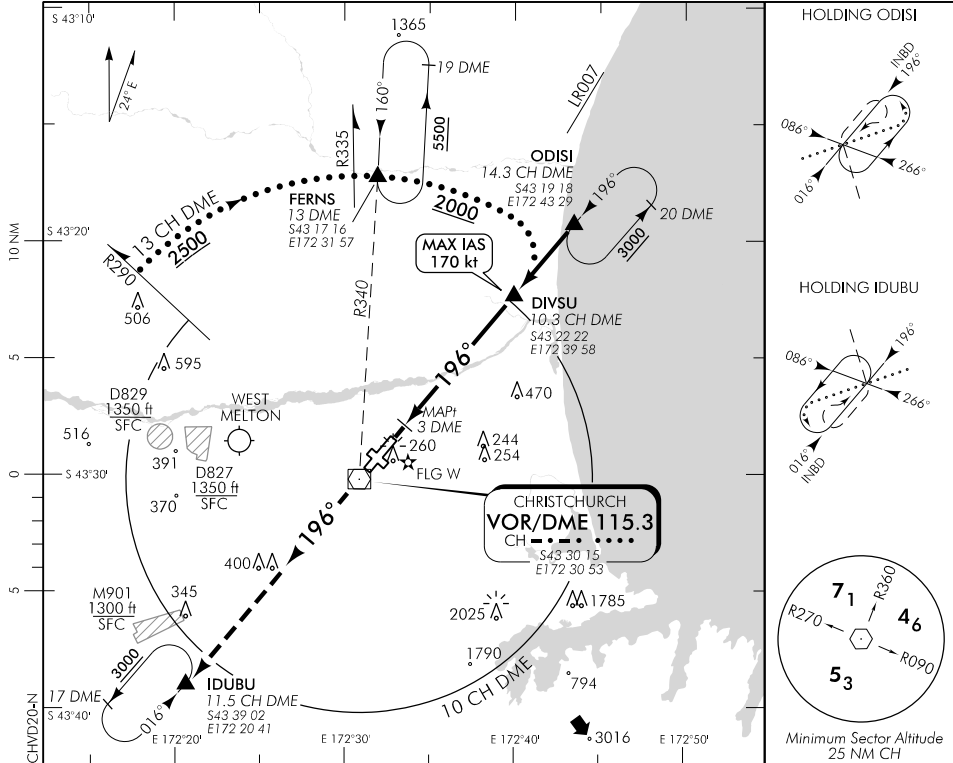 S 43°10'
1365
24° E
19 DME
160°
R335
5500
LR007
ODISI
14.3 CH DME
S43 19 18
E172 43 29
196°
20 DME
3000
FERNS
13 DME
S43 17 16
E172 31 57
2000
13 CH DME
2500
S 43°20'
10 NM
R290
MAX IAS
170 kt
506
R340
DIVSU
10.3 CH DME
S43 22 22
E172 39 58
5
595
196°
D829
1350 ft
SFC
WEST
MELTON
470
MAPt
3 DME
516
391
260
244
254
FLG W
0
S 43°30'
D827
1350 ft
SFC
370
CHRISTCHURCH
VOR/DME 115.3
CH
S43 30 15
E172 30 53
196°
400
5
M901
1300 ft
SFC
345
2025
1785
1790
794
10 CH DME
3000
17 DME
016°
IDUBU
11.5 CH DME
S43 39 02
E172 20 41
S 43°40'
3016
E 172°20'
E 172°30'
E 172°40'
E 172°50'
CHVD20-N
HOLDING ODISI
INBD
196°
086°
266°
016°
HOLDING IDUBU
196°
086°
266°
016°
INBD
R360
71
46
R270
R090
53
Minimum Sector Altitude
25 NM CH